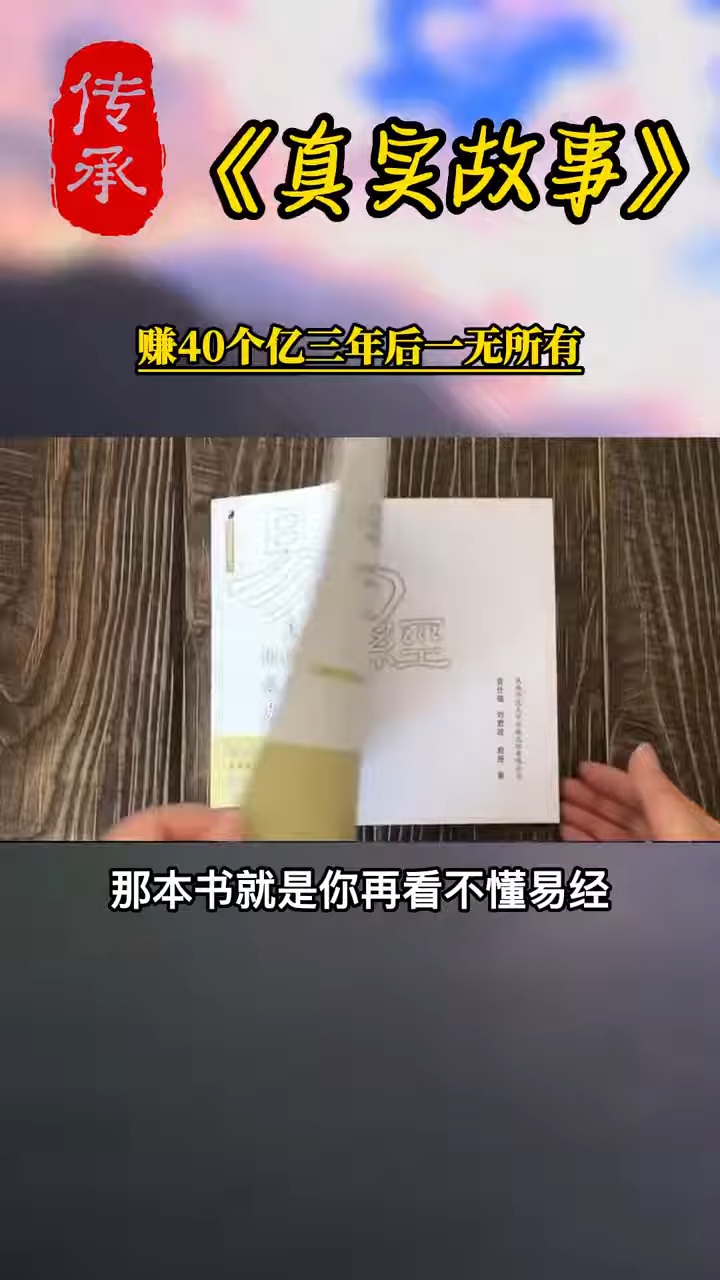 传
承
《真实故事》
赚40个亿三年后一无所有
經
那本书就是你再看不懂易经